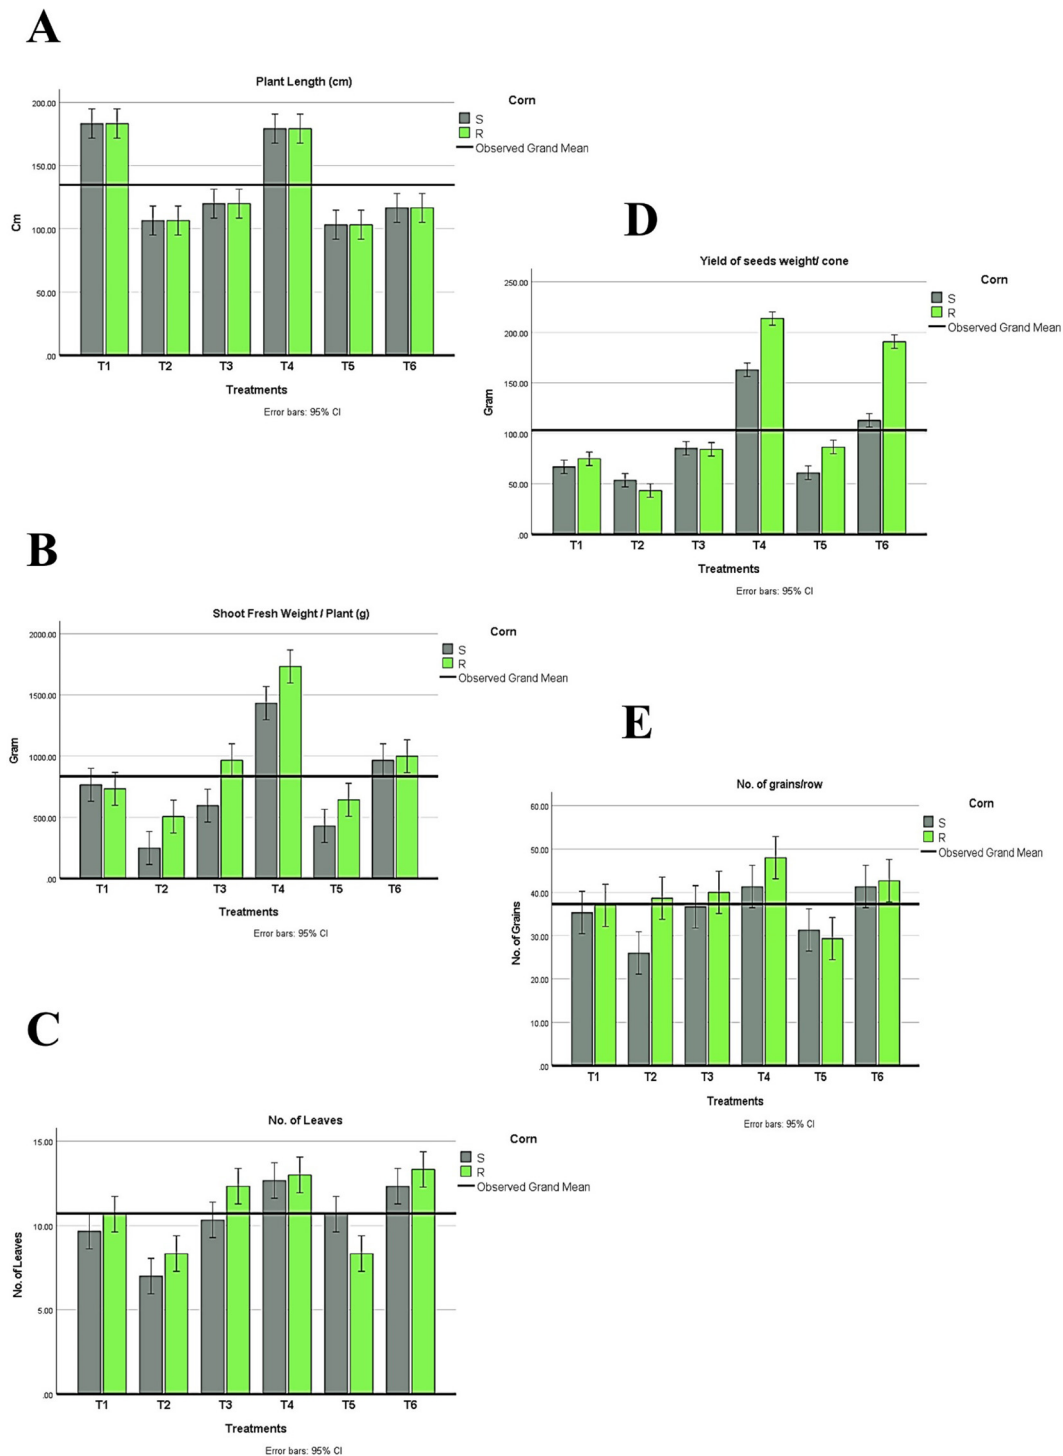 A
Plant Length (cm)
Corn
S
R
Observed Grand Mean
200.00
150.00
100.00
50.00
.00
Cm
T1 T2 T3 T4 T5 T6
Treatments
Error bars: 95% CI
B
Shoot Fresh Weight / Plant (g)
Corn
S
R
Observed Grand Mean
2000.00
1500.00
1000.00
500.00
.00
Gram
T1 T2 T3 T4 T5 T6
Treatments
Error bars: 95% CI
C
No. of Leaves
Corn
S
R
Observed Grand Mean
15.00
10.00
5.00
.00
No. of Leaves
T1 T2 T3 T4 T5 T6
Treatments
Error bars: 95% CI
D
Yield of seeds weight/ cone
Corn
S
R
Observed Grand Mean
250.00
200.00
150.00
100.00
50.00
.00
Gram
T1 T2 T3 T4 T5 T6
Treatments
Error bars: 95% CI
E
No. of grains/row
Corn
S
R
Observed Grand Mean
60.00
50.00
40.00
30.00
20.00
10.00
.00
No. of Grains
T1 T2 T3 T4 T5 T6
Treatments
Error bars: 95% CI